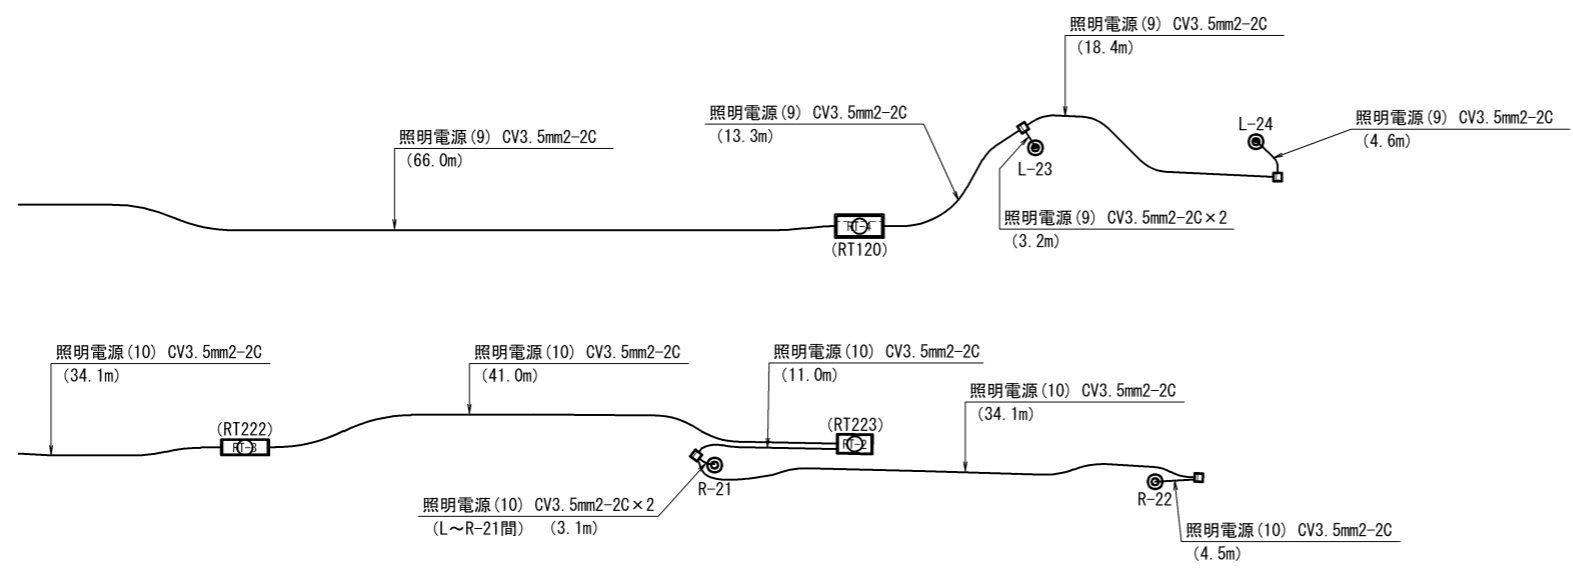 照明電源(9) CV3.5mm2-2C
(18.4m)
照明電源(9) CV3.5mm2-2C
(13.3m)
照明電源(9) CV3.5mm2-2C
(4.6m)
L-24
照明電源(9) CV3.5mm2-2C
(66.0m)
L-23
照明電源(9) CV3.5mm2-2C×2
(3.2m)
RT-4
(RT120)
照明電源(10) CV3.5mm2-2C
(34.1m)
照明電源(10) CV3.5mm2-2C
(41.0m)
照明電源(10) CV3.5mm2-2C
(11.0m)
照明電源(10) CV3.5mm2-2C
(34.1m)
(RT222)
RT-3
(RT223)
RT-2
R-21
R-22
照明電源(10) CV3.5mm2-2C×2
(L～R-21間) (3.1m)
照明電源(10) CV3.5mm2-2C
(4.5m)